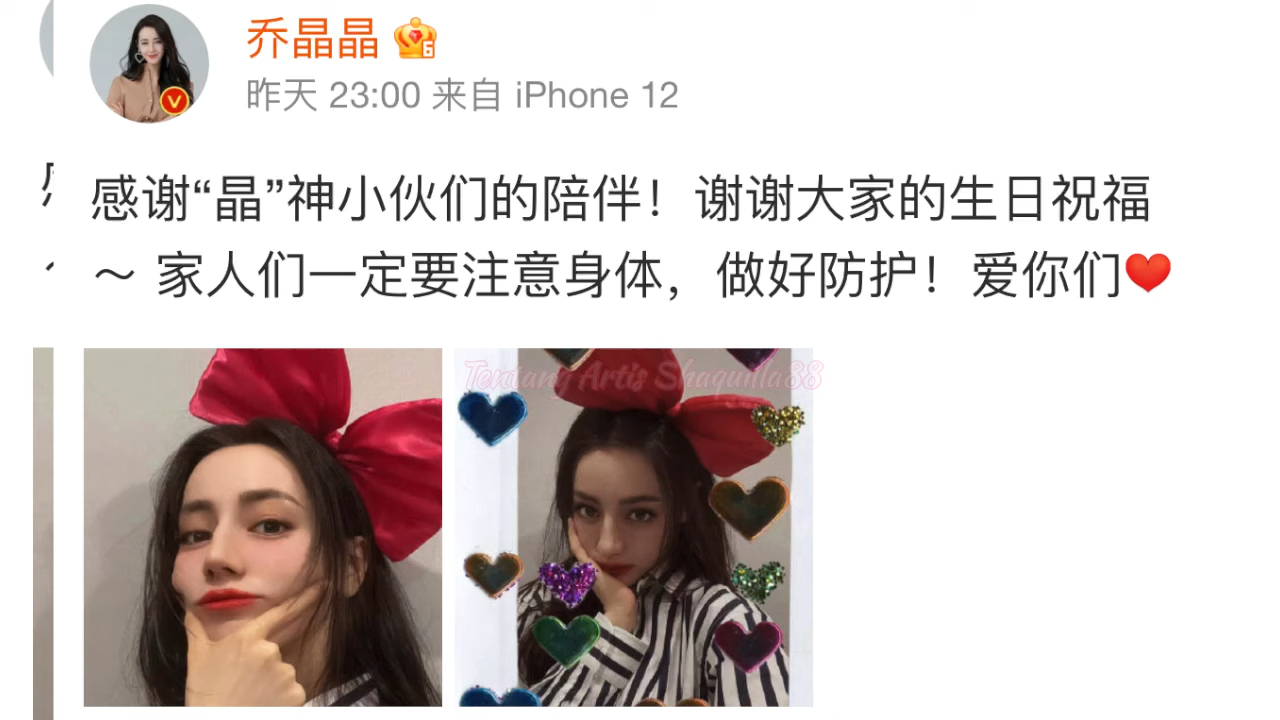 乔晶晶
昨天 23:00 来自 iPhone 12
感谢“晶”神小伙们的陪伴！谢谢大家的生日祝福
～ 家人们一定要注意身体，做好防护！爱你们
Tentang Artis Shaquilla88